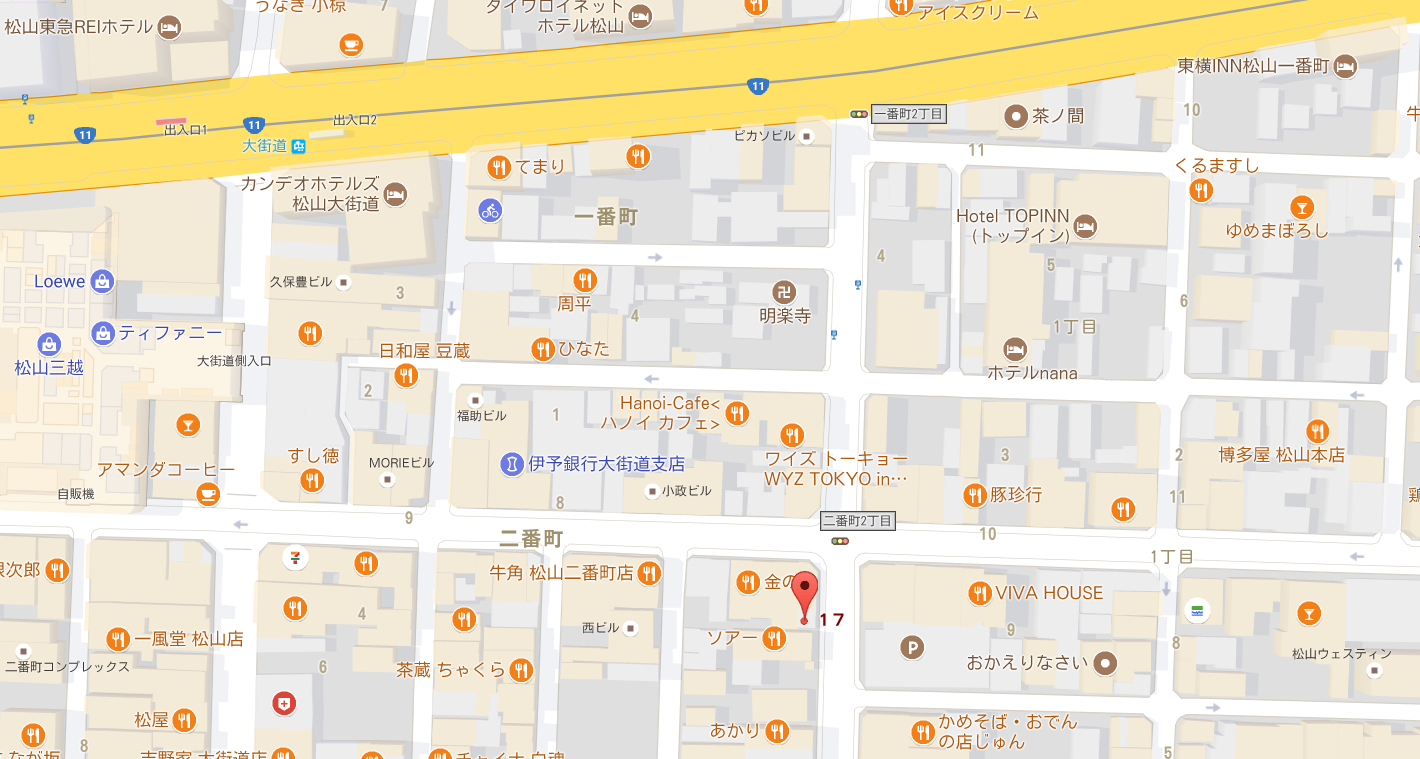 うなぎ 小椋
7
ダイワロイネット
ホテル松山
アイスクリーム
松山東急REIホテル
東横INN松山一番町
11
11
11
出入口1
出入口2
大街道
一番町2丁目
茶ノ間
10
ピカソビル
11
てまり
くるますし
カンデオホテルズ
松山大街道
一番町
Hotel TOPINN
(トップイン)
ゆめまぼろし
4
5
Loewe
久保豊ビル
3
周平
4
明楽寺
6
1丁目
ティファニー
松山三越
大街道側入口
日和屋 豆蔵
ひなた
ホテルnana
2
福助ビル
1
Hanoi-Cafe<
ハノイ カフェ>
ワイズ トーキョー
WYZ TOKYO in…
3
2
博多屋 松山本店
アマンダコーヒー
すし徳
MORIEビル
伊予銀行大街道支店
小政ビル
豚珍行
11
自販機
8
9
二番町
二番町2丁目
10
1丁目
牛角 松山二番町店
金の
17
VIVA HOUSE
4
一風堂 松山店
西ビル
ソアー
9
8
二番町コンプレックス
6
茶蔵 ちゃくら
おかえりなさい
松山ウェスティン
松屋
8
あかり
かめそば・おでん
の店じゅん
吉野家 大街道店
5